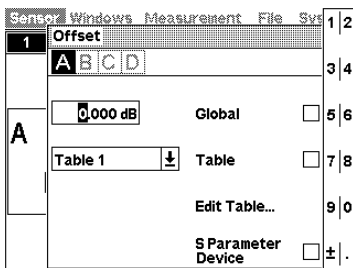 Sensor Windows Measurement File Sys
1 Offset
A B C D
0.000 dB Global
A
Table 1 Table
Edit Table...
S Parameter
Device
1 2
3 4
5 6
7 8
9 0
± .